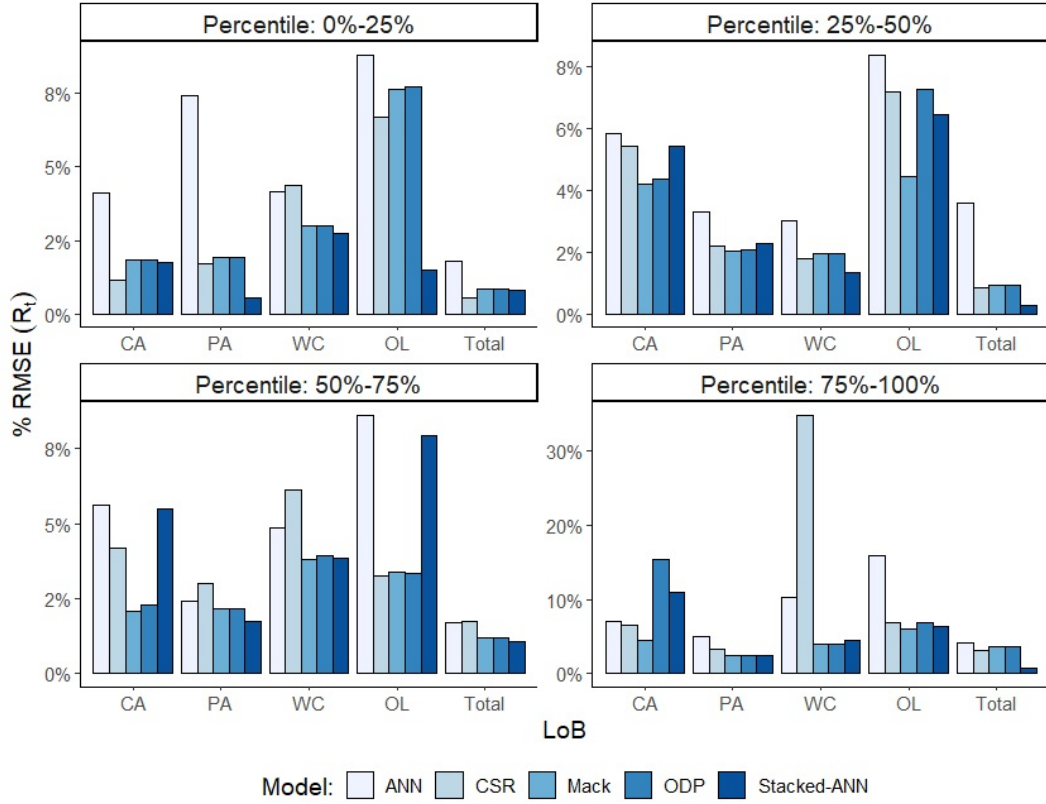 Percentile: 0%-25%
Percentile: 25%-50%
8%
5%
2%
0%
8%
6%
4%
2%
0%
CA PA WC OL Total
CA PA WC OL Total
% RMSE (Rt)
Percentile: 50%-75%
Percentile: 75%-100%
8%
5%
2%
0%
30%
20%
10%
0%
CA PA WC OL Total
CA PA WC OL Total
LoB
Model: ANN CSR Mack ODP Stacked-ANN